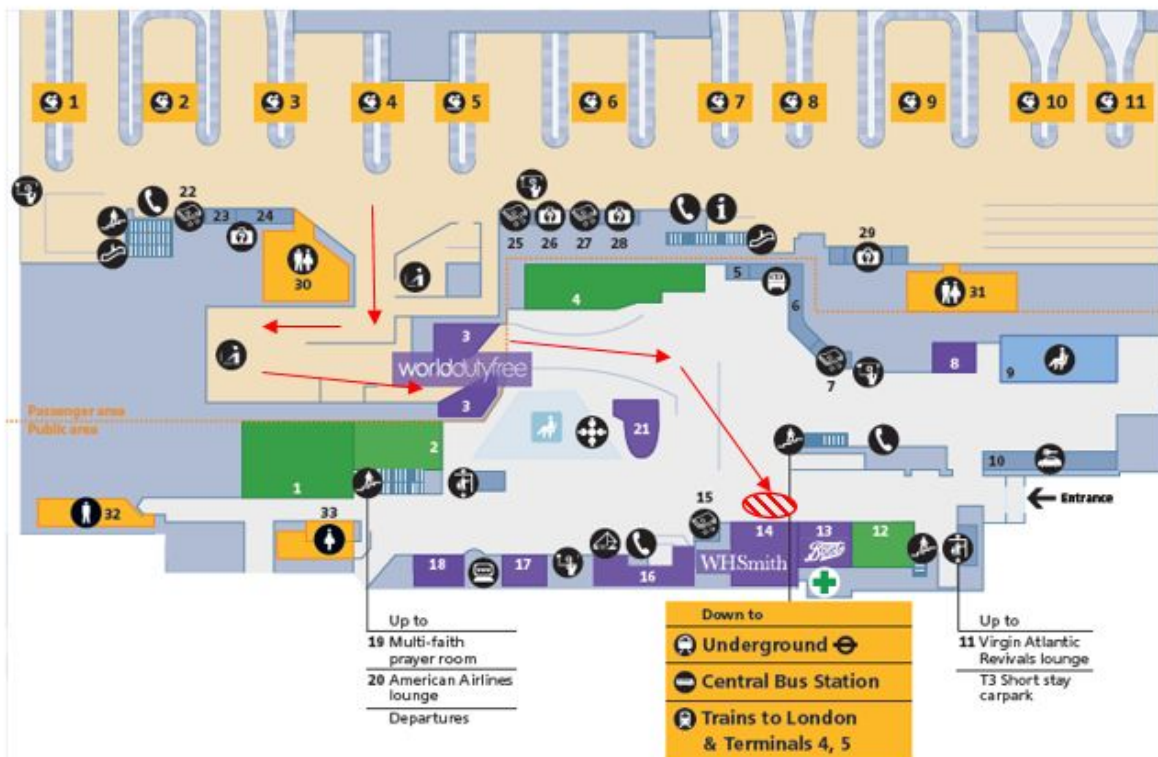 1 2 3 4 5 6 7 8 9 10 11
22
23 24
25 26 27 28
29
30
31
4
5
6
7
3
worlddutyfree
3
8
9
Passenger area
Public area
21
2
1
10
Entrance
32
33
15
14
13
12
18
17
16
WHSmith
Boots
Up to
19 Multi-faith
prayer room
20 American Airlines
lounge
Departures
Down to
Underground
Central Bus Station
Trains to London
& Terminals 4, 5
Up to
11 Virgin Atlantic
Revivals lounge
T3 Short stay
carpark